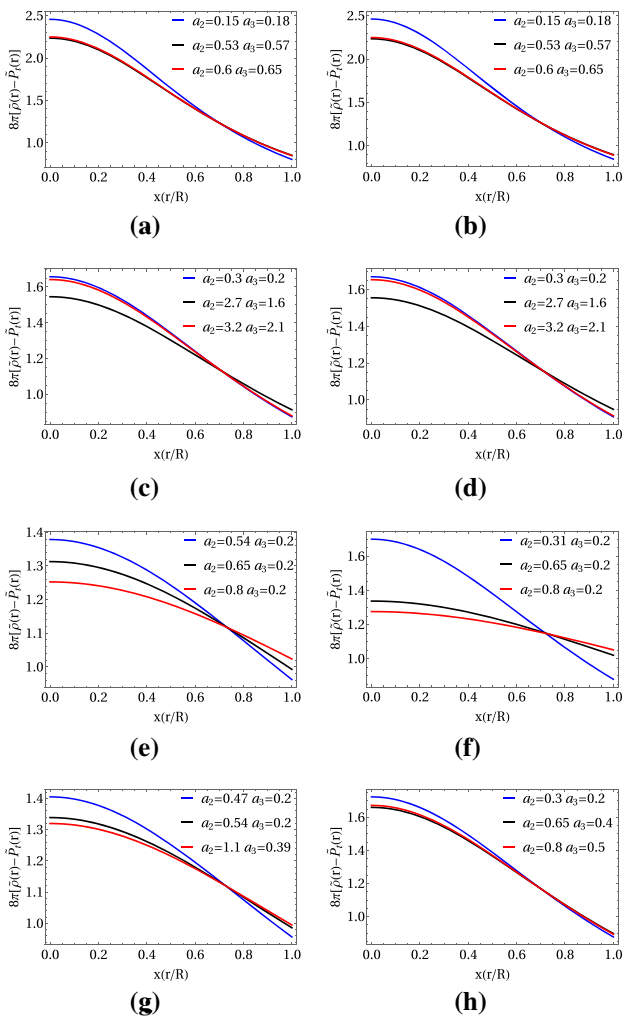 2.5
2.0
1.5
1.0
0.0 0.2 0.4 0.6 0.8 1.0
x(r/R)
8π[ρ̃(r)−P̃ₜ(r)]
a₂=0.15 a₃=0.18
a₂=0.53 a₃=0.57
a₂=0.6 a₃=0.65
(a)
2.5
2.0
1.5
1.0
0.0 0.2 0.4 0.6 0.8 1.0
x(r/R)
8π[ρ̃(r)−P̃ₜ(r)]
a₂=0.15 a₃=0.18
a₂=0.53 a₃=0.57
a₂=0.6 a₃=0.65
(b)
1.6
1.4
1.2
1.0
0.0 0.2 0.4 0.6 0.8 1.0
x(r/R)
8π[ρ̃(r)−P̃ₜ(r)]
a₂=0.3 a₃=0.2
a₂=2.7 a₃=1.6
a₂=3.2 a₃=2.1
(c)
1.6
1.4
1.2
1.0
0.0 0.2 0.4 0.6 0.8 1.0
x(r/R)
8π[ρ̃(r)−P̃ₜ(r)]
a₂=0.3 a₃=0.2
a₂=2.7 a₃=1.6
a₂=3.2 a₃=2.1
(d)
1.4
1.3
1.2
1.1
1.0
0.0 0.2 0.4 0.6 0.8 1.0
x(r/R)
8π[ρ̃(r)−P̃ₜ(r)]
a₂=0.54 a₃=0.2
a₂=0.65 a₃=0.2
a₂=0.8 a₃=0.2
(e)
1.6
1.4
1.2
1.0
0.0 0.2 0.4 0.6 0.8 1.0
x(r/R)
8π[ρ̃(r)−P̃ₜ(r)]
a₂=0.31 a₃=0.2
a₂=0.65 a₃=0.2
a₂=0.8 a₃=0.2
(f)
1.4
1.3
1.2
1.1
1.0
0.0 0.2 0.4 0.6 0.8 1.0
x(r/R)
8π[ρ̃(r)−P̃ₜ(r)]
a₂=0.47 a₃=0.2
a₂=0.54 a₃=0.2
a₂=1.1 a₃=0.39
(g)
1.6
1.4
1.2
1.0
0.0 0.2 0.4 0.6 0.8 1.0
x(r/R)
8π[ρ̃(r)−P̃ₜ(r)]
a₂=0.3 a₃=0.2
a₂=0.65 a₃=0.4
a₂=0.8 a₃=0.5
(h)